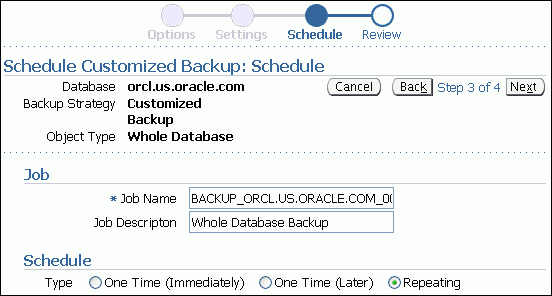 Options Settings Schedule Review
Schedule Customized Backup: Schedule
Database orcl.us.oracle.com
Backup Strategy Customized
Backup
Object Type Whole Database
Cancel Back Step 3 of 4 Next
Job
* Job Name BACKUP_ORCL.US.ORACLE.COM_00
Job Descripton Whole Database Backup
Schedule
Type One Time (Immediately) One Time (Later) Repeating